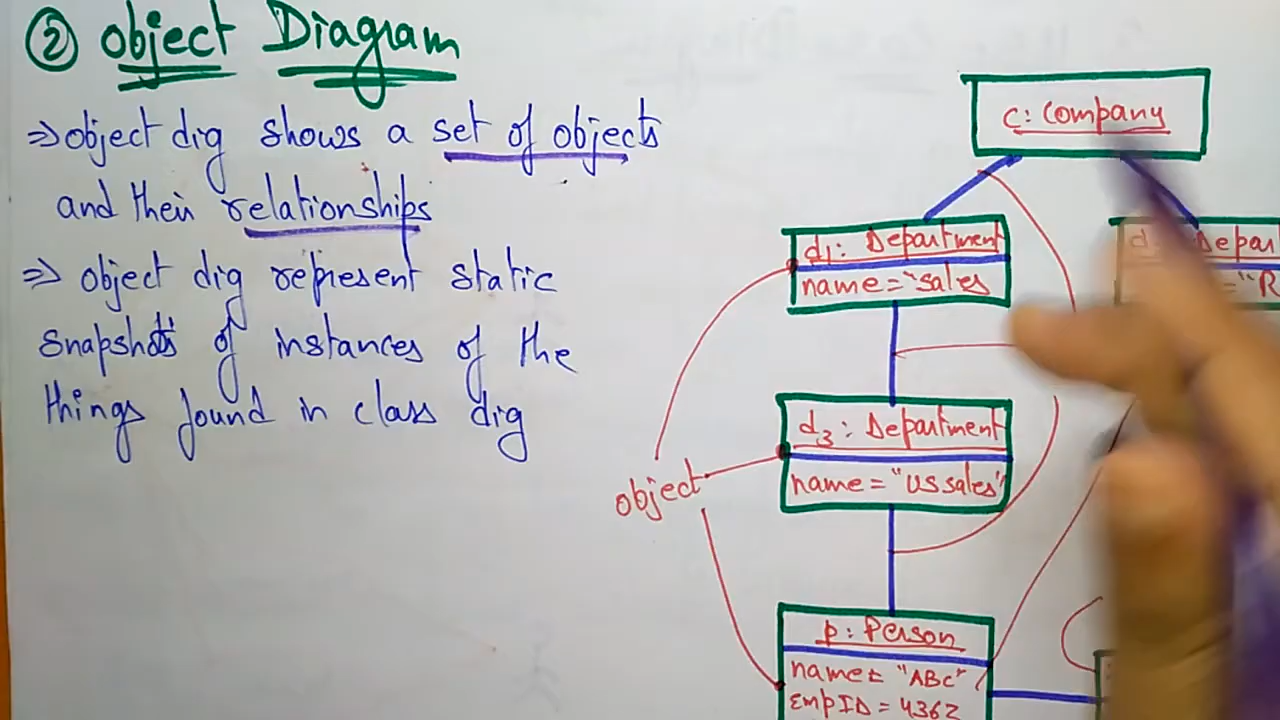 ② object Diagram
⇒ object dig shows a set of objects
and their relationships
⇒ object dig represent static
snapshots of instances of the
things found in class dig
c: Company
d1: Department
name = "Sales
name = "R
d3: Department
name = "US sales"
object
p: Person
name = "ABC"
EmpID = 4362